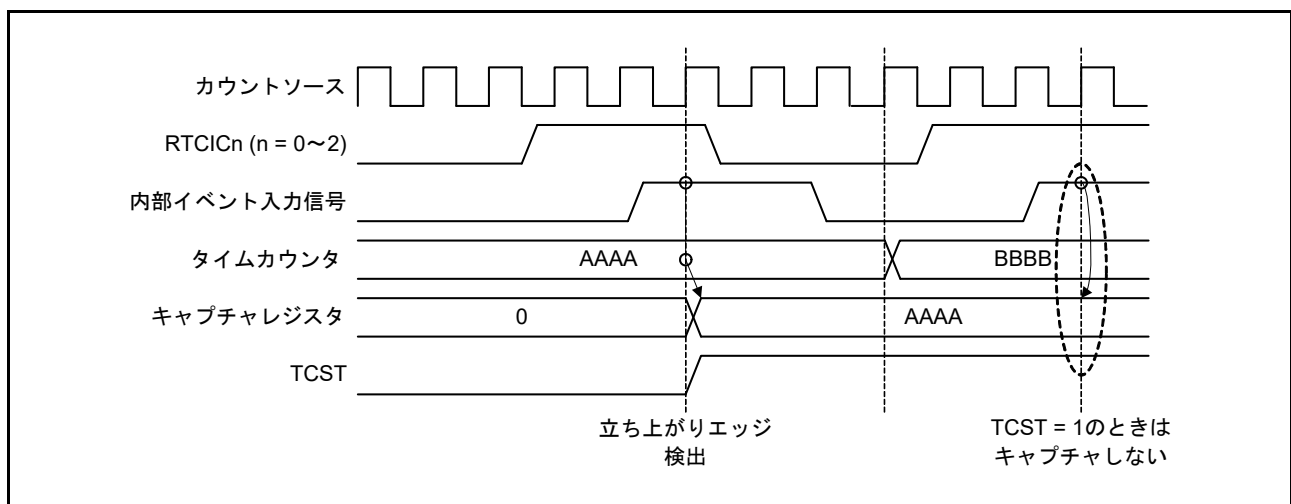 カウントソース
RTCICn (n = 0～2)
内部イベント入力信号
タイムカウンタ
AAAA
BBBB
キャプチャレジスタ
0
AAAA
TCST
立ち上がりエッジ
検出
TCST = 1のときは
キャプチャしない